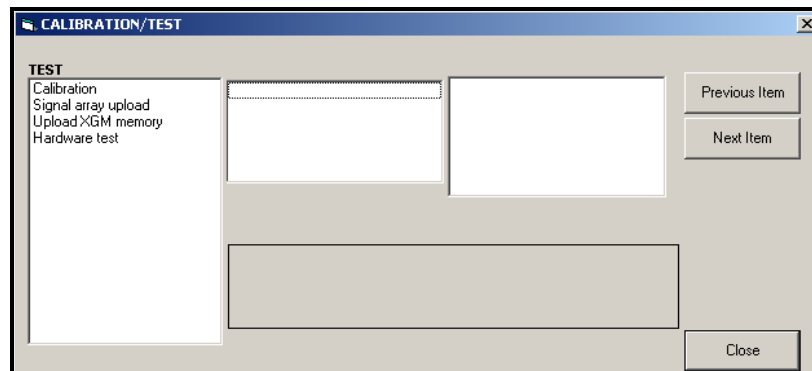 CALIBRATION/TEST
TEST
Calibration
Signal array upload
Upload XGM memory
Hardware test
Previous Item
Next Item
Close